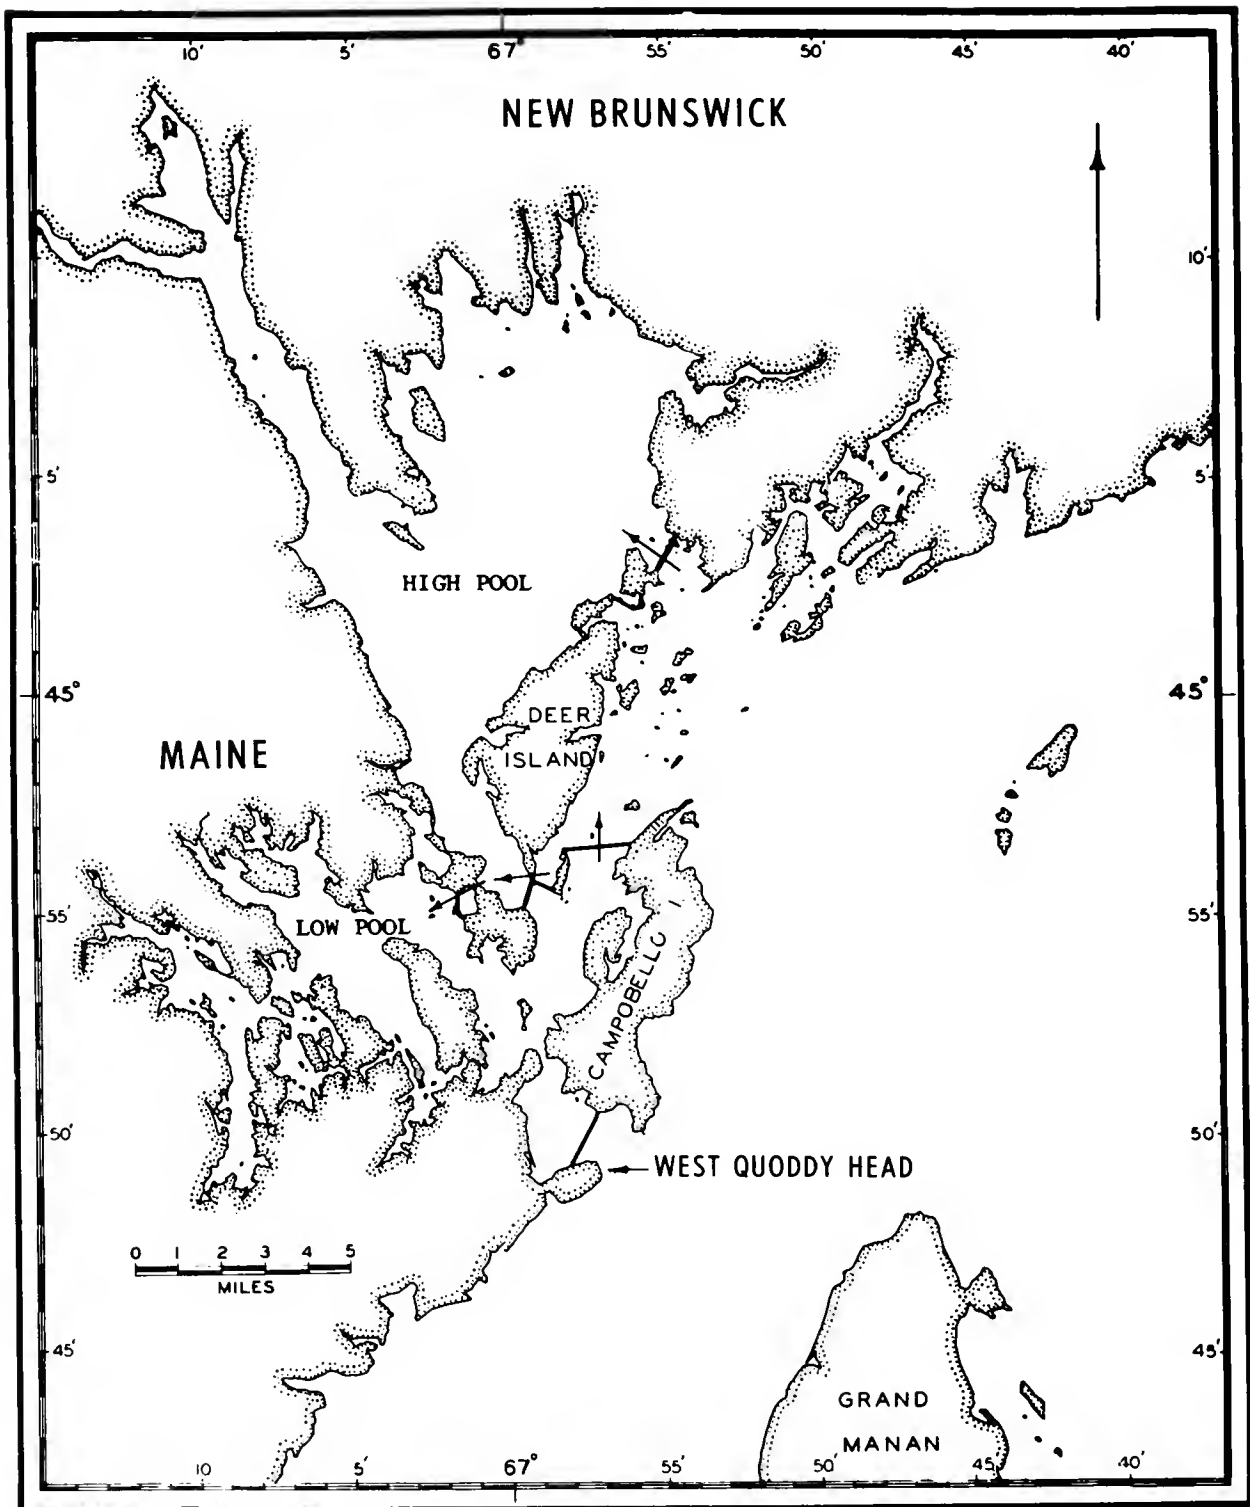 10' 5' 67° 55' 50' 45' 40'
NEW BRUNSWICK
10'
5' 5'
HIGH POOL
45° 45°
DEER
ISLAND
MAINE
55' 55'
LOW POOL
CAMPOBELLO I
50' 50'
WEST QUODDY HEAD
0 1 2 3 4 5
MILES
45' 45'
GRAND
MANAN
10 5' 67° 55' 50' 45' 40'